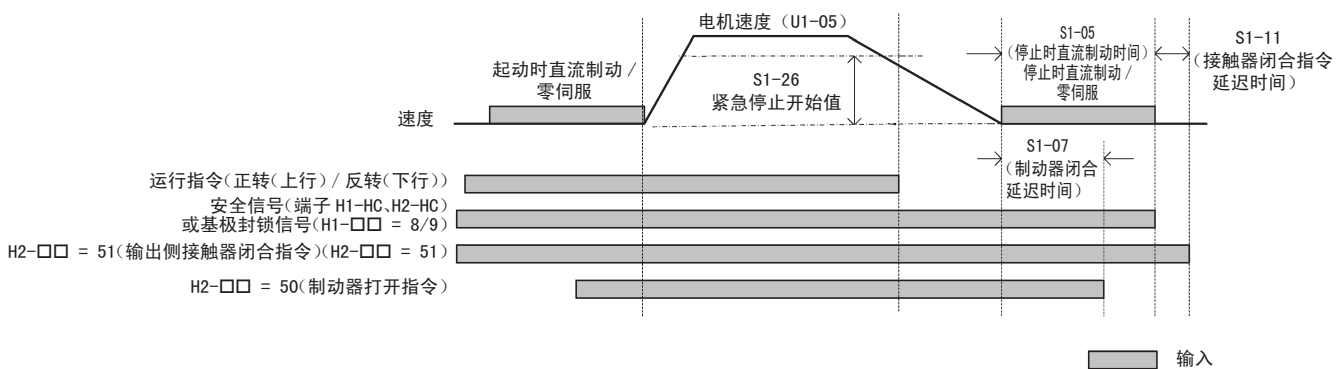 电机速度（U1-05）
S1-05
（停止时直流制动时间）
停止时直流制动 /
零伺服
S1-11
（接触器闭合指令
延迟时间）
起动时直流制动 /
零伺服
S1-26
紧急停止开始值
速度
S1-07
（制动器闭合
延迟时间）
运行指令(正转(上行) / 反转(下行))
安全信号(端子 H1-HC、H2-HC)
或基极封锁信号(H1-□□ = 8/9)
H2-□□ = 51(输出侧接触器闭合指令)(H2-□□ = 51)
H2-□□ = 50(制动器打开指令)
输入